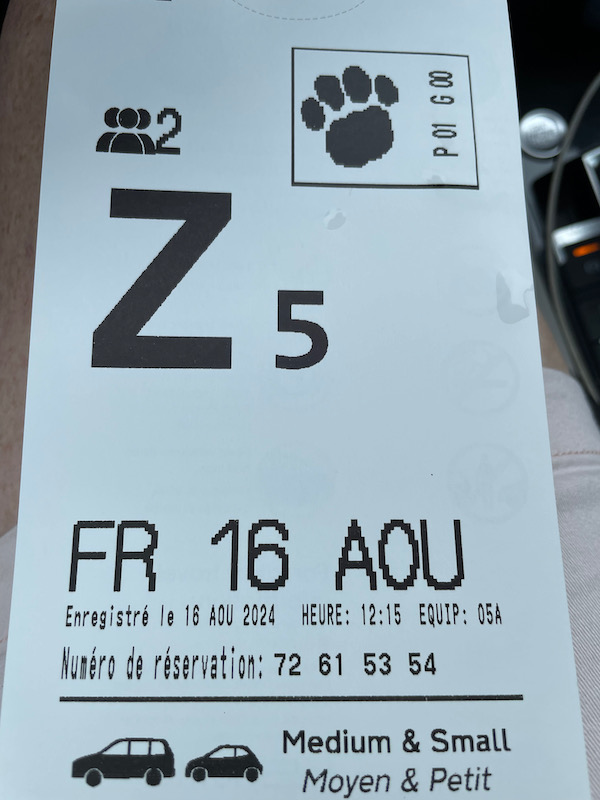 2
P 01 G 00
Z 5
FR 16 AOU
Enregistré le 16 AOU 2024 HEURE: 12:15 EQUIP: 05A
Numéro de réservation: 72 61 53 54
Medium & Small
Moyen & Petit